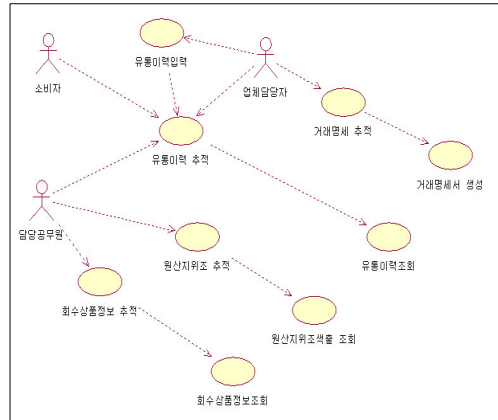 유통이력입력
소비자
업체담당자
거래명세 추적
유통이력 추적
거래명세서 생성
담당공무원
원산지위조 추적
유통이력조회
회수상품정보 추적
원산지위조색출 조회
회수상품정보조회